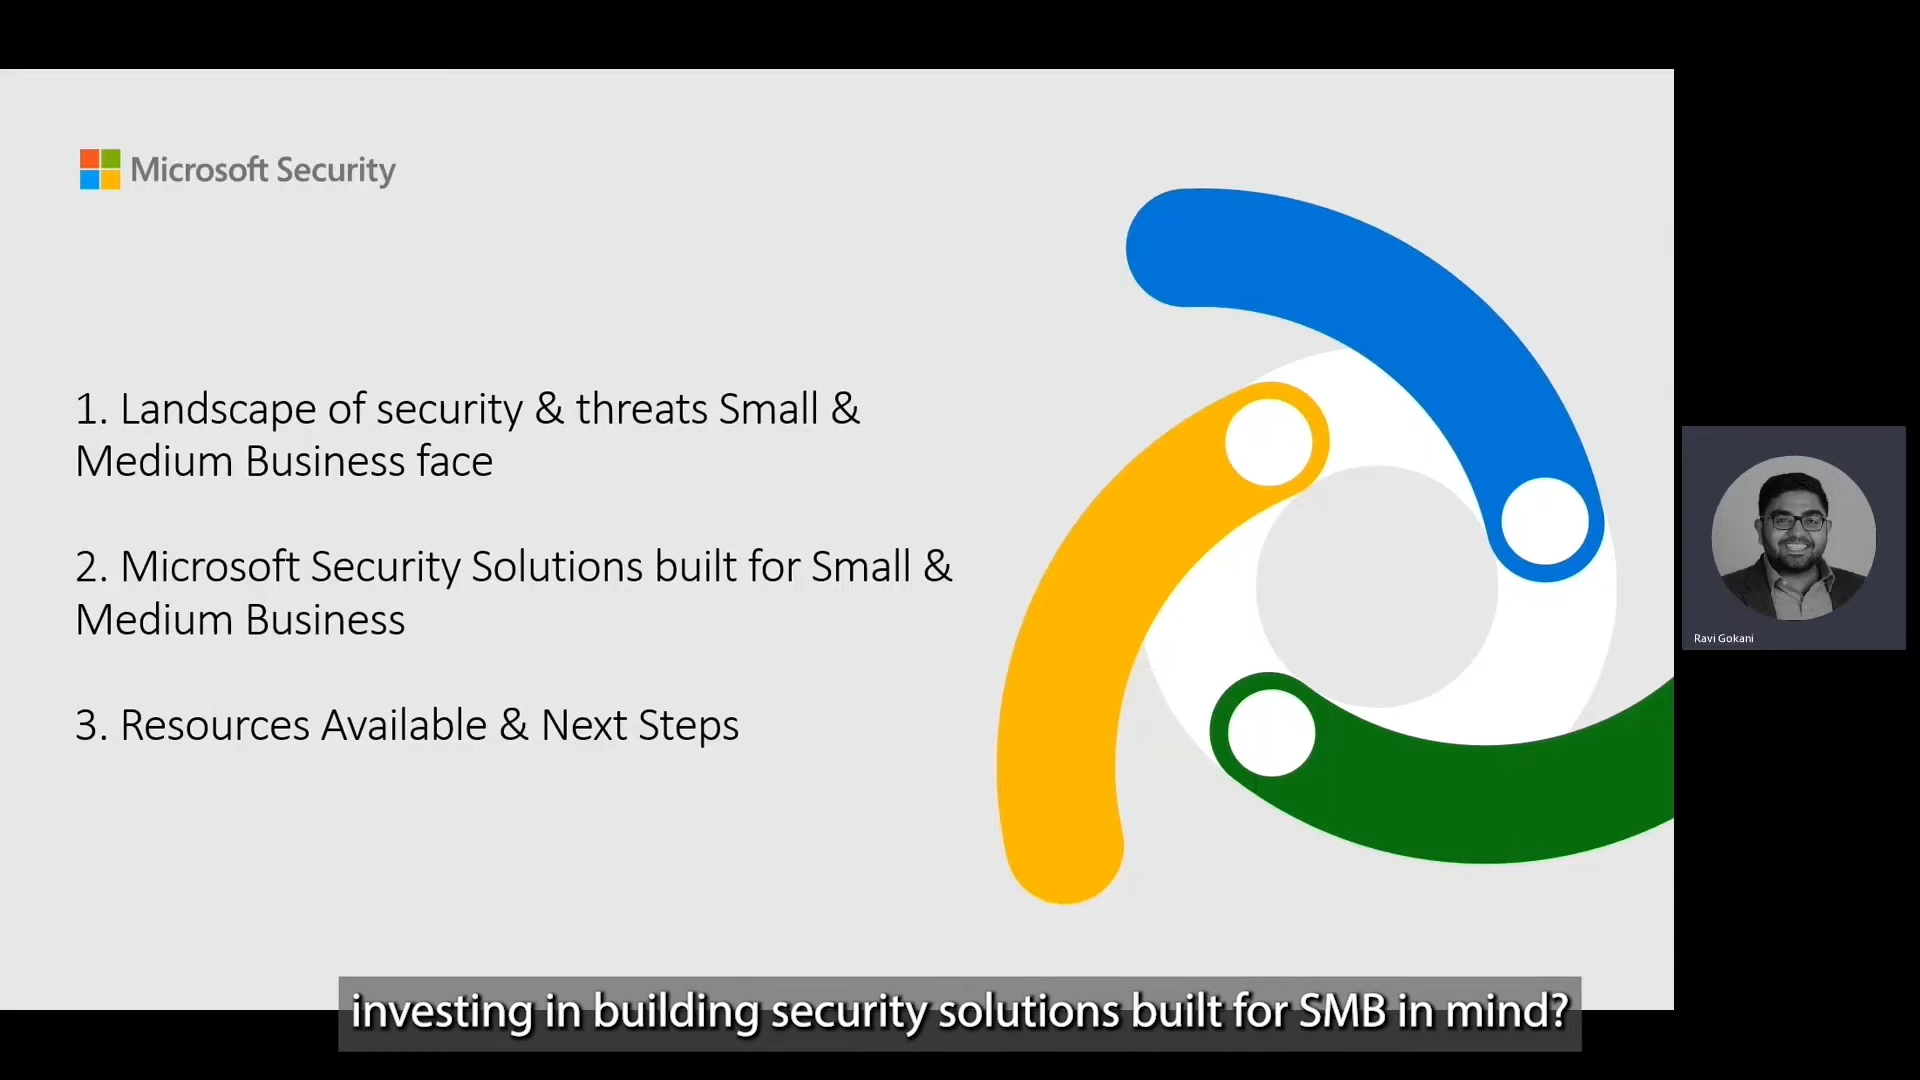 Microsoft Security
1. Landscape of security & threats Small &
Medium Business face
2. Microsoft Security Solutions built for Small &
Medium Business
3. Resources Available & Next Steps
Ravi Gokani
investing in building security solutions built for SMB in mind?